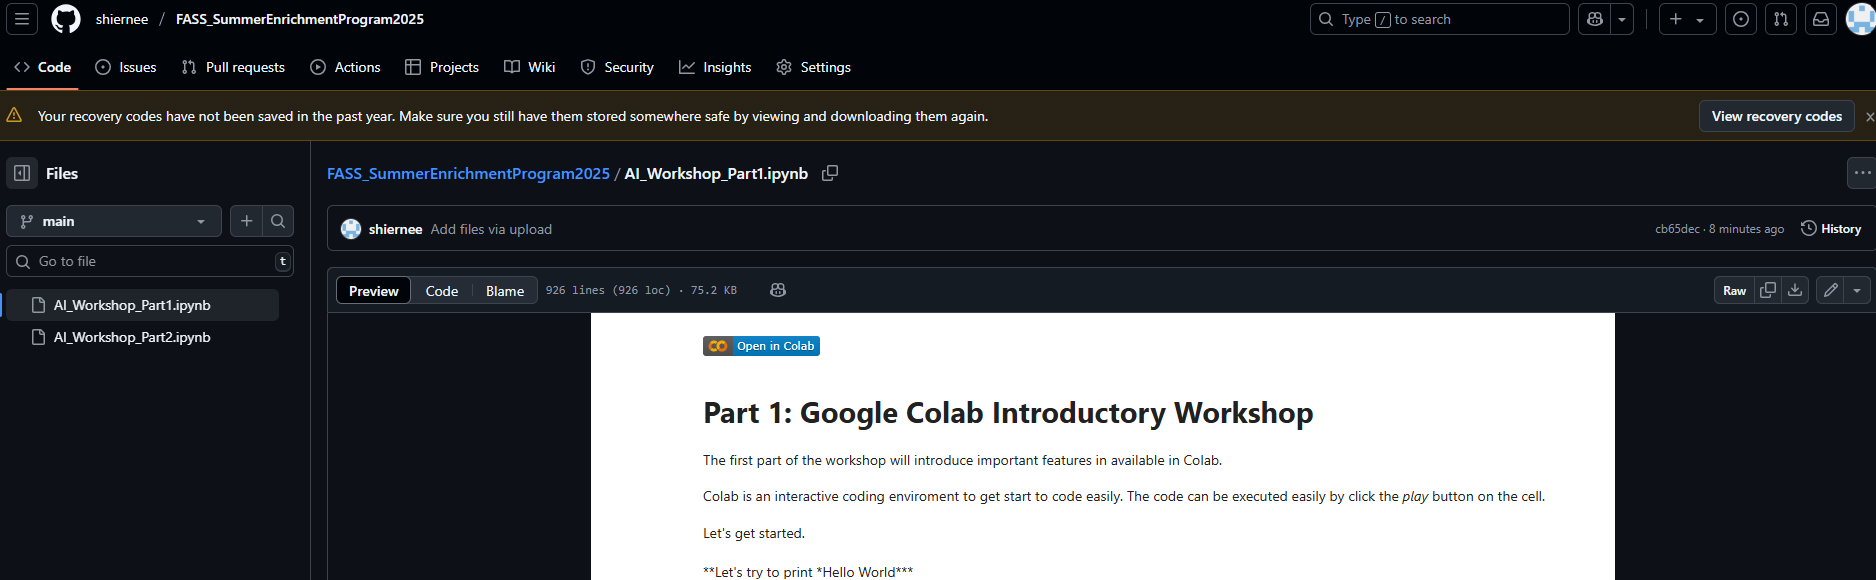 shiernee / FASS_SummerEnrichmentProgram2025
Type / to search
Code Issues Pull requests Actions Projects Wiki Security Insights Settings
Your recovery codes have not been saved in the past year. Make sure you still have them stored somewhere safe by viewing and downloading them again.
View recovery codes
Files
FASS_SummerEnrichmentProgram2025 / AI_Workshop_Part1.ipynb
main
shiernee Add files via upload
cb65dec · 8 minutes ago
History
Go to file
t
Preview Code Blame
926 lines (926 loc) · 75.2 KB
Raw
AI_Workshop_Part1.ipynb
AI_Workshop_Part2.ipynb
Open in Colab
Part 1: Google Colab Introductory Workshop
The first part of the workshop will introduce important features in available in Colab.
Colab is an interactive coding enviroment to get start to code easily. The code can be executed easily by click the play button on the cell.
Let's get started.
**Let's try to print *Hello World***